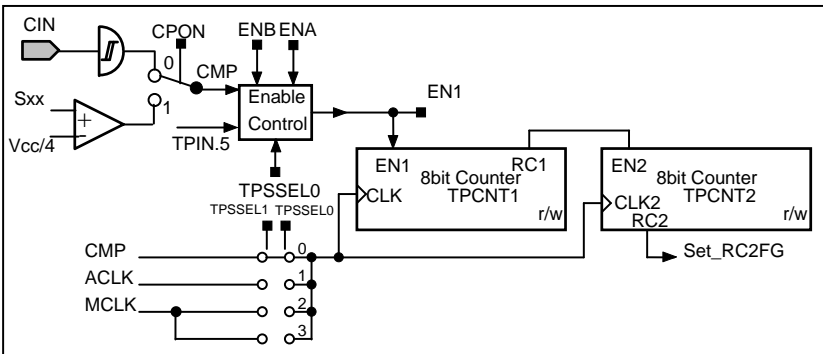 CIN
CPON
ENB ENA
0
CMP
EN1
1
Sxx
+
−
Vcc/4
Enable
Control
TPIN.5
TPSSEL0
TPSSEL1 TPSSEL0
EN1 RC1
8bit Counter
TPCNT1
CLK
r/w
EN2
8bit Counter
TPCNT2
CLK2
RC2
r/w
Set_RC2FG
CMP 0
ACLK 1
MCLK 2
3